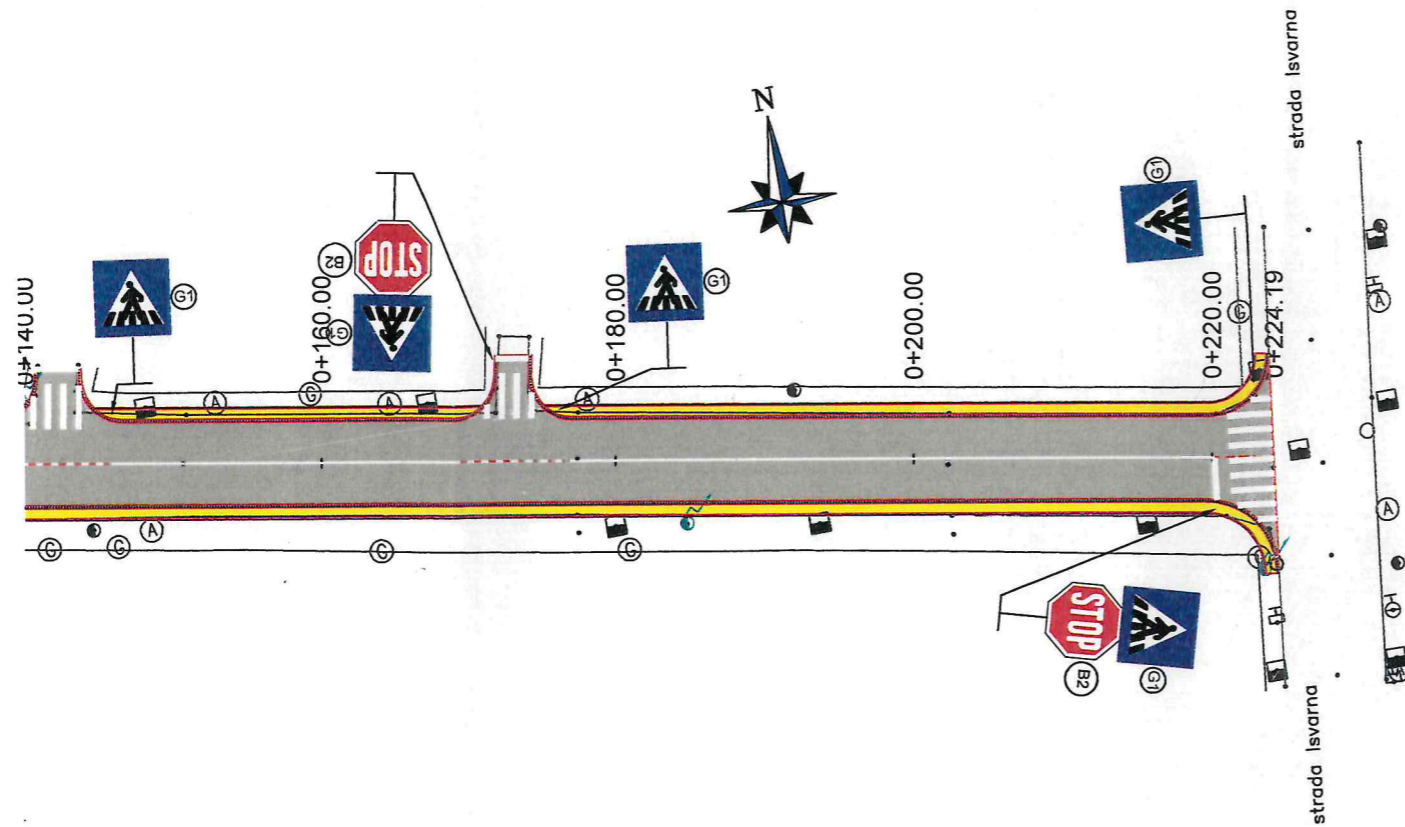 strada Isvarna
N
G1
G1
STOP
B2
G1
G1
0+140.00
0+160.00
0+180.00
0+200.00
0+220.00
0+224.19
G
G
A
A
A
A
A
G
G
G
G
A
STOP
B2
G1
strada Isvarna